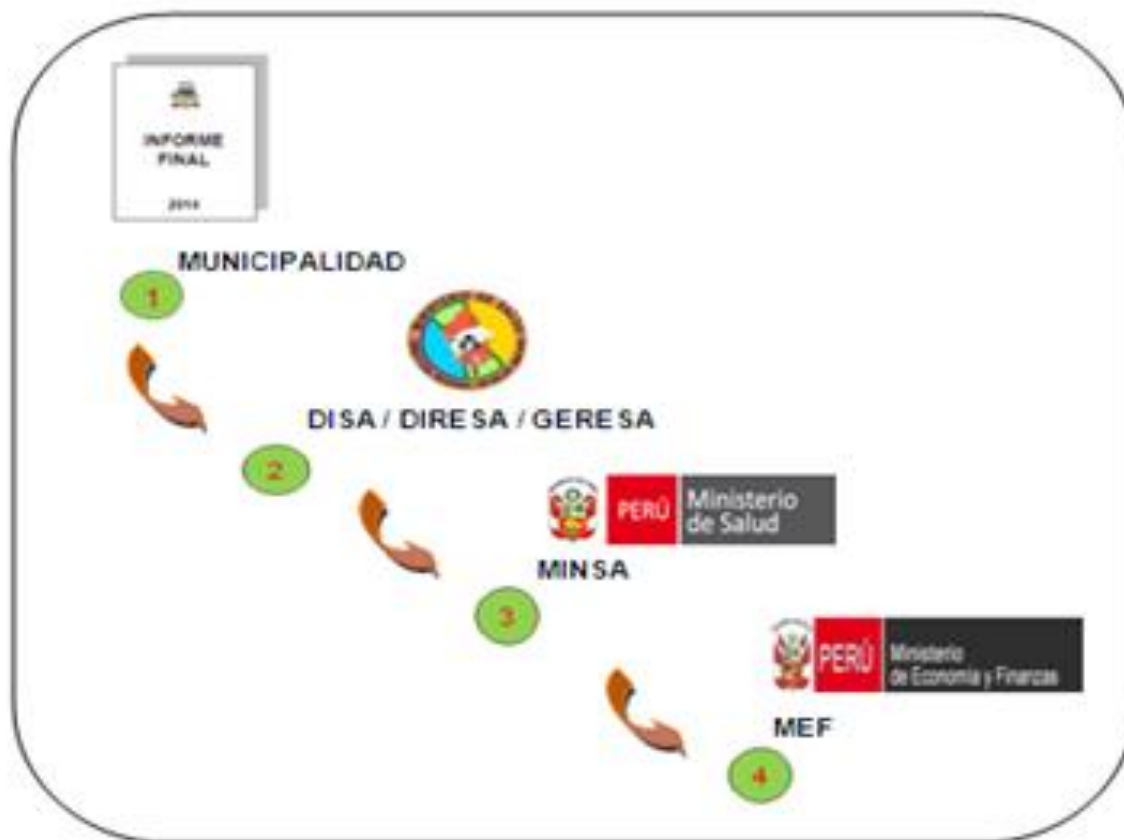 INFORME
FINAL
MUNICIPALIDAD
1
DISA / DIRESA / GERESA
2
PERÚ
Ministerio
de Salud
MINSA
3
PERÚ
Ministerio
de Economía y Finanzas
MEF
4